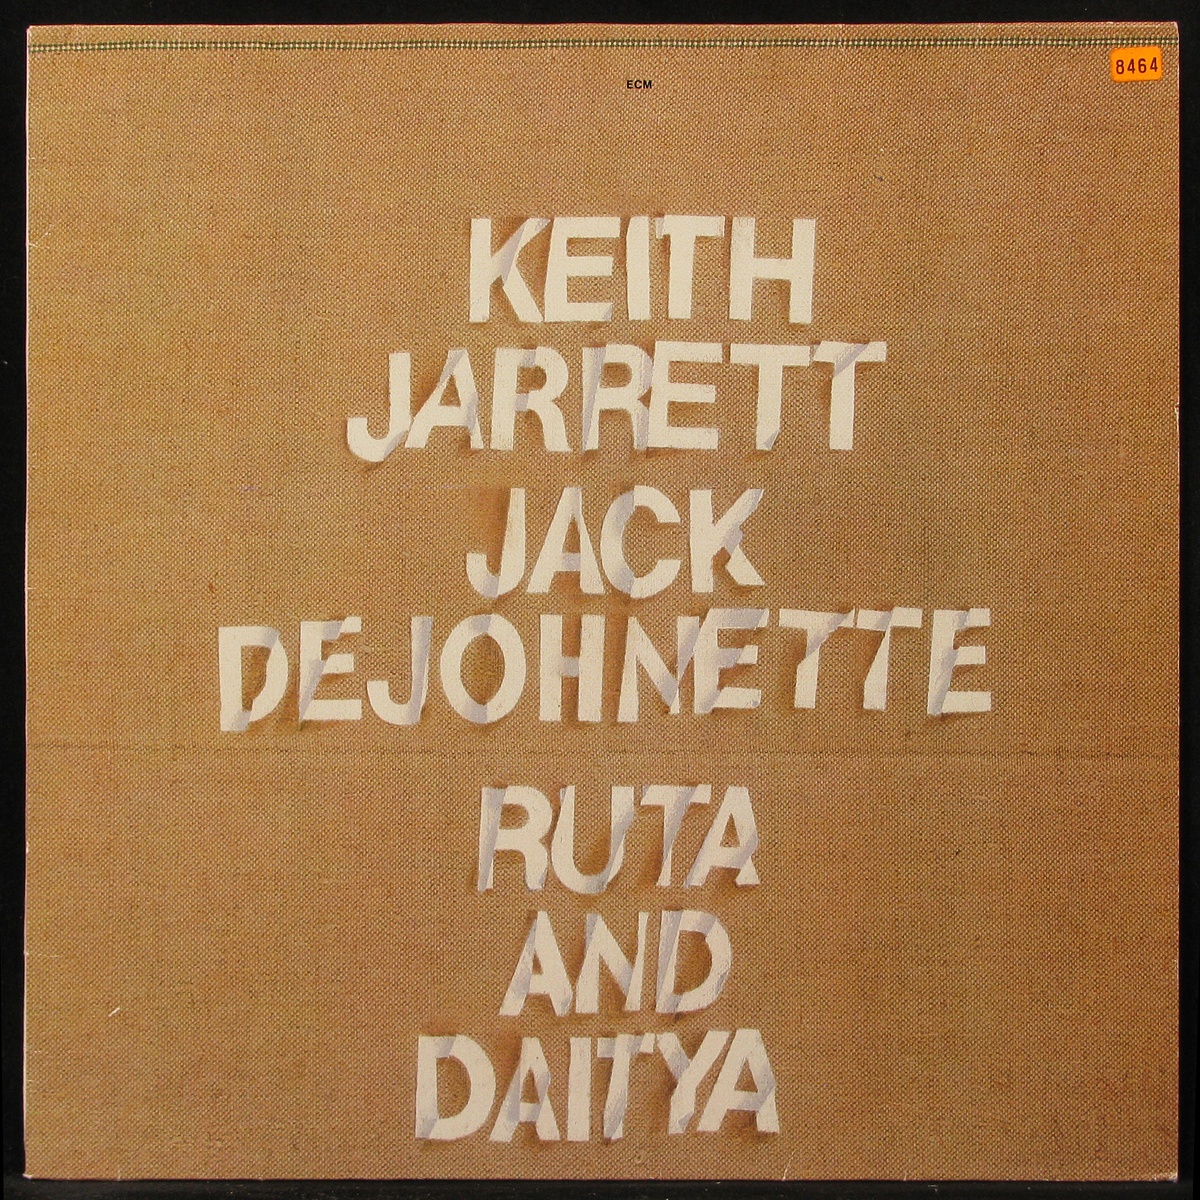 ECM
8464
KEITH
JARRETT
JACK
DEJOHNETTE
RUTA
AND
DAITYA